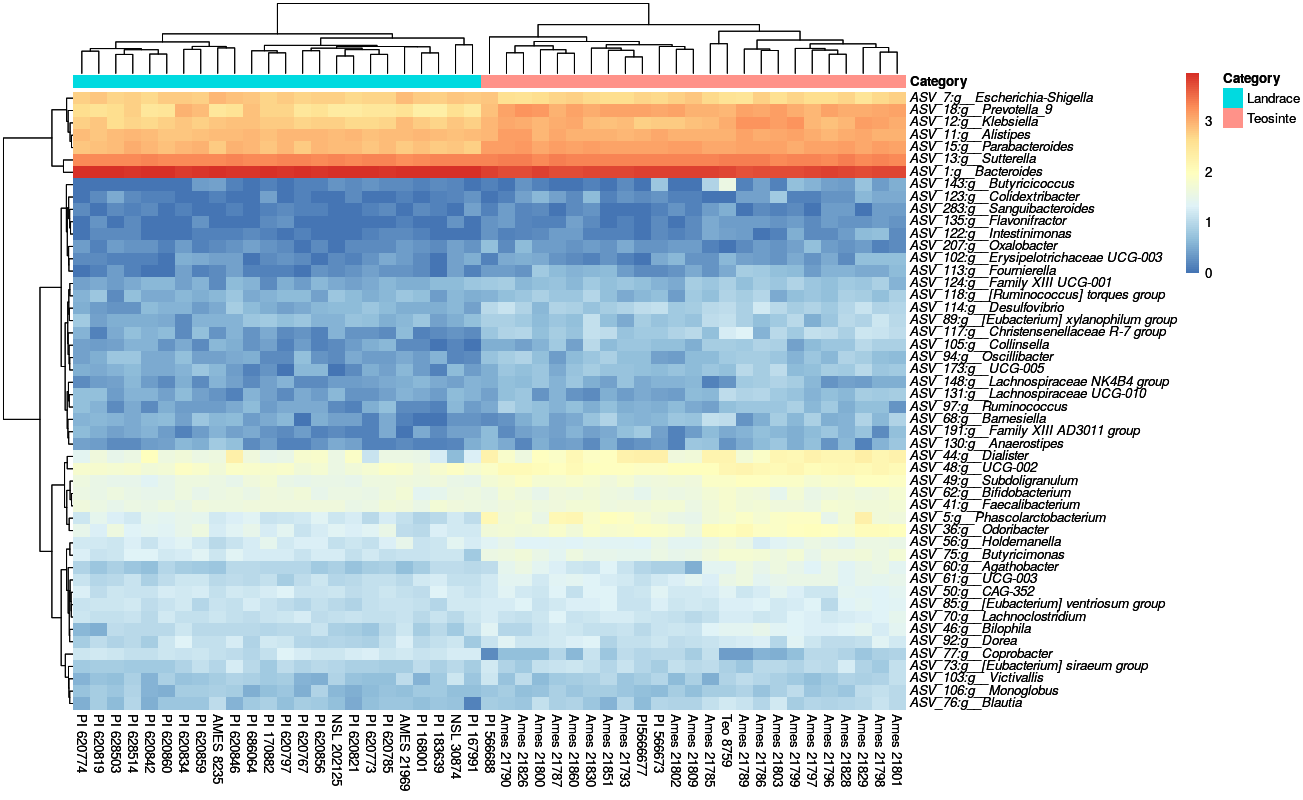 Category
ASV_7:g__Escherichia-Shigella
ASV_18:g__Prevotella_9
ASV_12:g__Klebsiella
ASV_11:g__Alistipes
ASV_15:g__Parabacteroides
ASV_13:g__Sutterella
ASV_1:g__Bacteroides
ASV_143:g__Butyricicoccus
ASV_123:g__Colidextribacter
ASV_283:g__Sanguibacteroides
ASV_135:g__Flavonifractor
ASV_122:g__Intestinimonas
ASV_207:g__Oxalobacter
ASV_102:g__Erysipelotrichaceae UCG-003
ASV_113:g__Fournierella
ASV_124:g__Family XIII UCG-001
ASV_118:g__[Ruminococcus] torques group
ASV_114:g__Desulfovibrio
ASV_89:g__[Eubacterium] xylanophilum group
ASV_117:g__Christensenellaceae R-7 group
ASV_105:g__Collinsella
ASV_94:g__Oscillibacter
ASV_173:g__UCG-005
ASV_148:g__Lachnospiraceae NK4B4 group
ASV_131:g__Lachnospiraceae UCG-010
ASV_97:g__Ruminococcus
ASV_68:g__Barnesiella
ASV_191:g__Family XIII AD3011 group
ASV_130:g__Anaerostipes
ASV_44:g__Dialister
ASV_48:g__UCG-002
ASV_49:g__Subdoligranulum
ASV_62:g__Bifidobacterium
ASV_41:g__Faecalibacterium
ASV_5:g__Phascolarctobacterium
ASV_36:g__Odoribacter
ASV_56:g__Holdemanella
ASV_75:g__Butyricimonas
ASV_60:g__Agathobacter
ASV_61:g__UCG-003
ASV_50:g__CAG-352
ASV_85:g__[Eubacterium] ventriosum group
ASV_70:g__Lachnoclostridium
ASV_46:g__Bilophila
ASV_92:g__Dorea
ASV_77:g__Coprobacter
ASV_73:g__[Eubacterium] siraeum group
ASV_103:g__Victivallis
ASV_106:g__Monoglobus
ASV_76:g__Blautia
3
2
1
0
Category
Landrace
Teosinte
PI 620774
PI 620819
PI 628503
PI 628514
PI 620842
PI 620860
PI 620834
PI 620859
AMES 8235
PI 620846
PI 686064
PI 170882
PI 620797
PI 620767
PI 620856
NSL 202125
PI 620821
PI 620773
PI 620785
AMES 21969
PI 168001
PI 183639
NSL 30874
PI 167991
PI 566688
Ames 21790
Ames 21826
Ames 21800
Ames 21787
Ames 21860
Ames 21830
Ames 21851
Ames 21793
PI566677
PI 566673
Ames 21802
Ames 21809
Ames 21785
Teo 8759
Ames 21789
Ames 21786
Ames 21803
Ames 21799
Ames 21797
Ames 21796
Ames 21828
Ames 21829
Ames 21798
Ames 21801